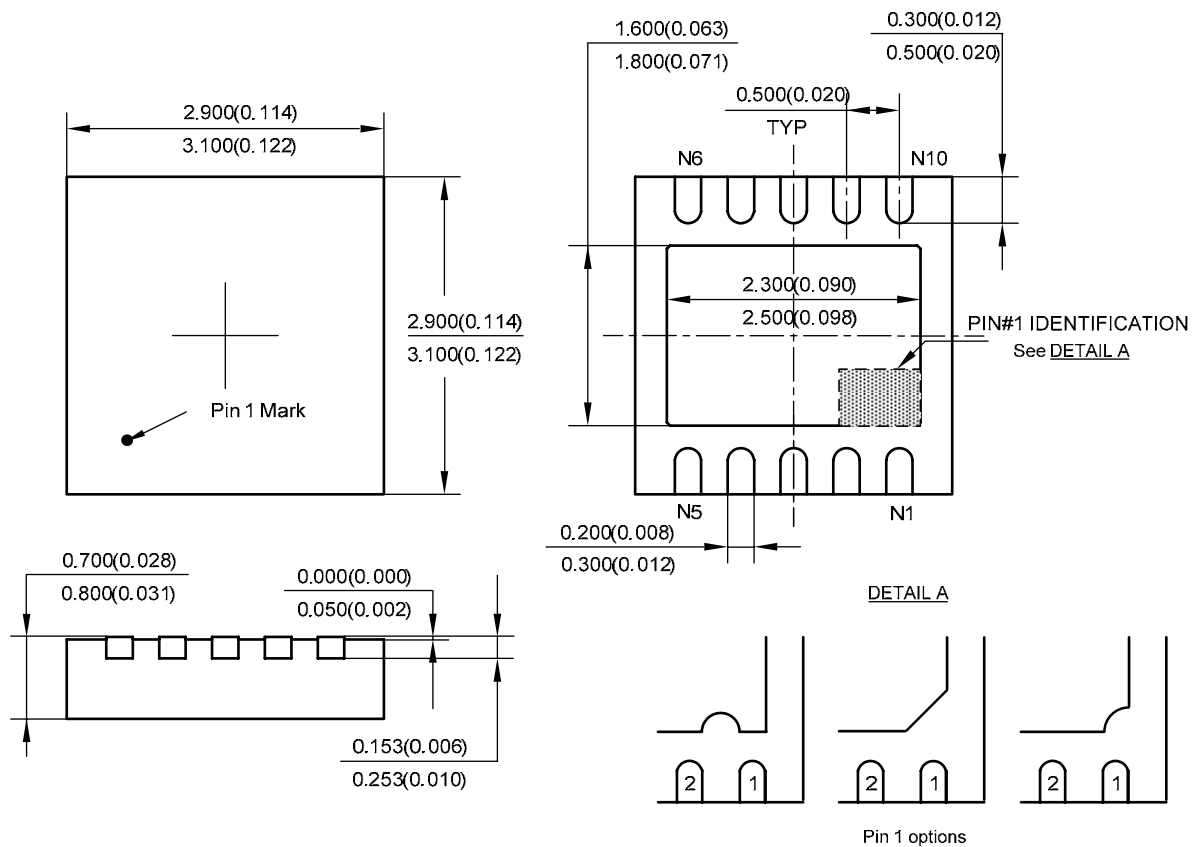 1.600(0.063)
1.800(0.071)
0.300(0.012)
0.500(0.020)
2.900(0.114)
3.100(0.122)
0.500(0.020)
TYP
N6
N10
2.900(0.114)
3.100(0.122)
2.300(0.090)
2.500(0.098)
PIN#1 IDENTIFICATION
See DETAIL A
Pin 1 Mark
N5
N1
0.200(0.008)
0.300(0.012)
0.700(0.028)
0.800(0.031)
0.000(0.000)
0.050(0.002)
0.153(0.006)
0.253(0.010)
DETAIL A
2 1
2 1
2 1
Pin 1 options